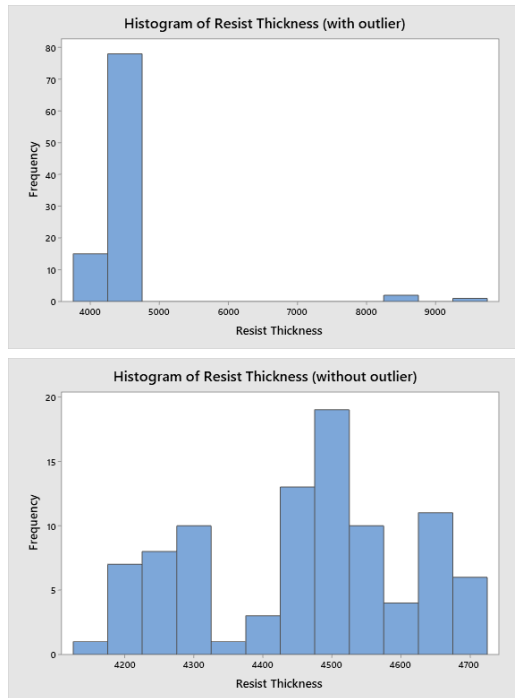 Histogram of Resist Thickness (with outlier)
80
70
60
50
40
30
20
10
0
Frequency
4000 5000 6000 7000 8000 9000
Resist Thickness
Histogram of Resist Thickness (without outlier)
20
15
10
5
0
Frequency
4200 4300 4400 4500 4600 4700
Resist Thickness